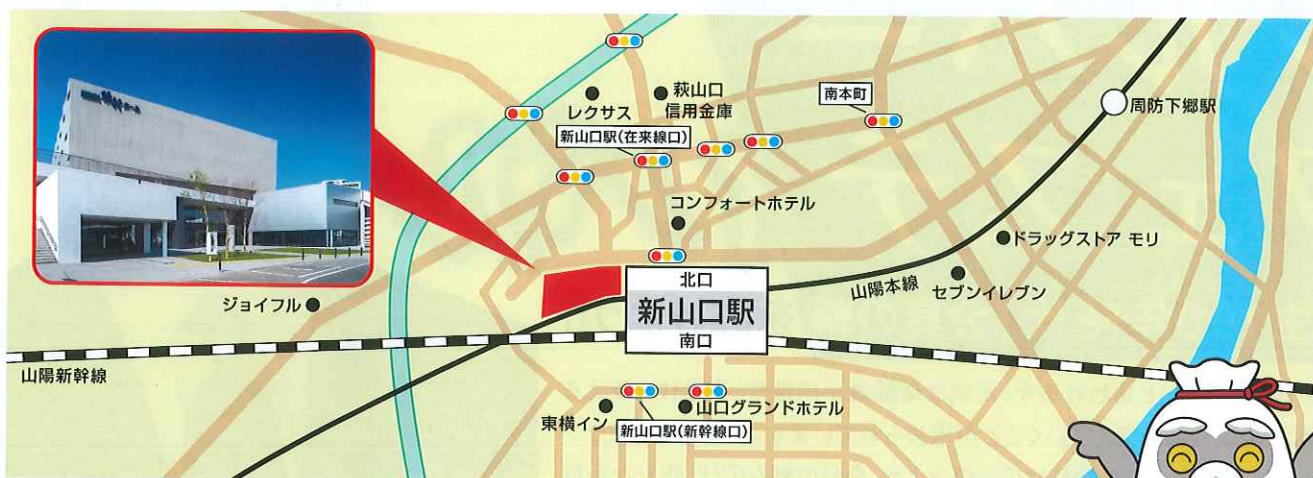 レクサス
萩山口
信用金庫
南本町
周防下郷駅
新山口駅(在来線口)
コンフォートホテル
ドラッグストア モリ
北口
新山口駅
南口
山陽本線
セブンイレブン
ジョイフル
山陽新幹線
東横イン
山口グランドホテル
新山口駅(新幹線口)